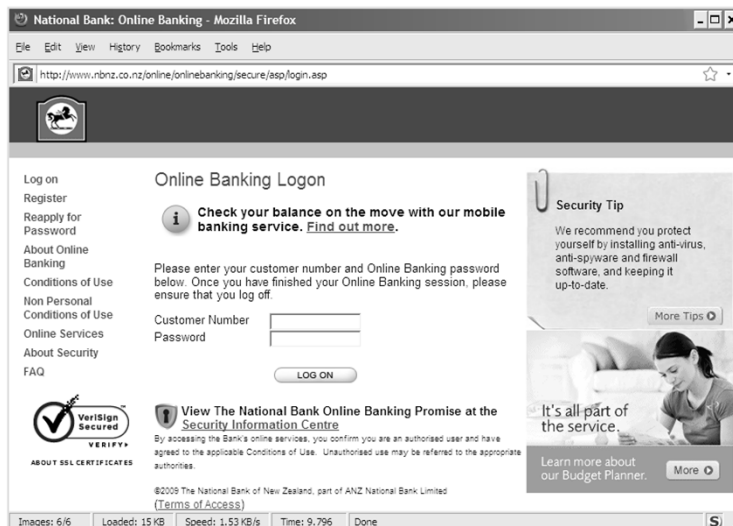 National Bank: Online Banking - Mozilla Firefox
File Edit View History Bookmarks Tools Help
http://www.nbnz.co.nz/online/onlinebanking/secure/asp/login.asp
Log on
Register
Reapply for
Password
About Online
Banking
Conditions of Use
Non Personal
Conditions of Use
Online Services
About Security
FAQ
VeriSign
Secured
VERIFY
ABOUT SSL CERTIFICATES
Online Banking Logon
Check your balance on the move with our mobile
banking service. Find out more.
Please enter your customer number and Online Banking password
below. Once you have finished your Online Banking session, please
ensure that you log off.
Customer Number
Password
LOG ON
View The National Bank Online Banking Promise at the
Security Information Centre
By accessing the Bank's online services, you confirm you are an authorised user and have
agreed to the applicable Conditions of Use. Unauthorised use may be referred to the appropriate
authorities.
©2009 The National Bank of New Zealand, part of ANZ National Bank Limited
(Terms of Access)
Security Tip
We recommend you protect
yourself by installing anti-virus,
anti-spyware and firewall
software, and keeping it
up-to-date.
More Tips
It's all part of
the service.
Learn more about
our Budget Planner.
More
Images: 6/6 Loaded: 15 KB Speed: 1.53 KB/s Time: 9.796 Done